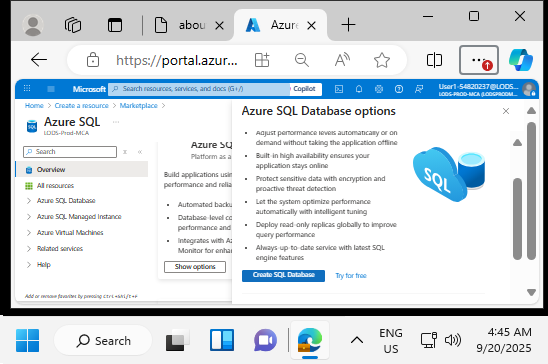 abou
Azure
https://portal.azur...
Microsoft
Search resources, services, and docs (G+/)
Copilot
User1-54820237@LODS...
LODS-PROD-MCA (LODSPRODM...
Home > Create a resource > Marketplace >
Azure SQL ...
LODS-Prod-MCA
Search
Overview
All resources
Azure SQL Database
Azure SQL Managed Instance
Azure Virtual Machines
Related services
Help
Add or remove favorites by pressing Ctrl+Shift+F
Azure SQ
Platform as a
Build applications using
performance and relia
• Automated backu
• Database-level co
performance and
• Integrates with Az
Monitor for enha
Show options
Azure SQL Database options
• Adjust performance levels automatically or on
demand without taking the application offline
• Built-in high availability ensures your
application stays online
• Protect sensitive data with encryption and
proactive threat detection
• Let the system optimize performance
automatically with intelligent tuning
• Deploy read-only replicas globally to improve
query performance
• Always-up-to-date service with latest SQL
engine features
SQL
Create SQL Database
Try for free
Search
ENG
US
4:45 AM
9/20/2025